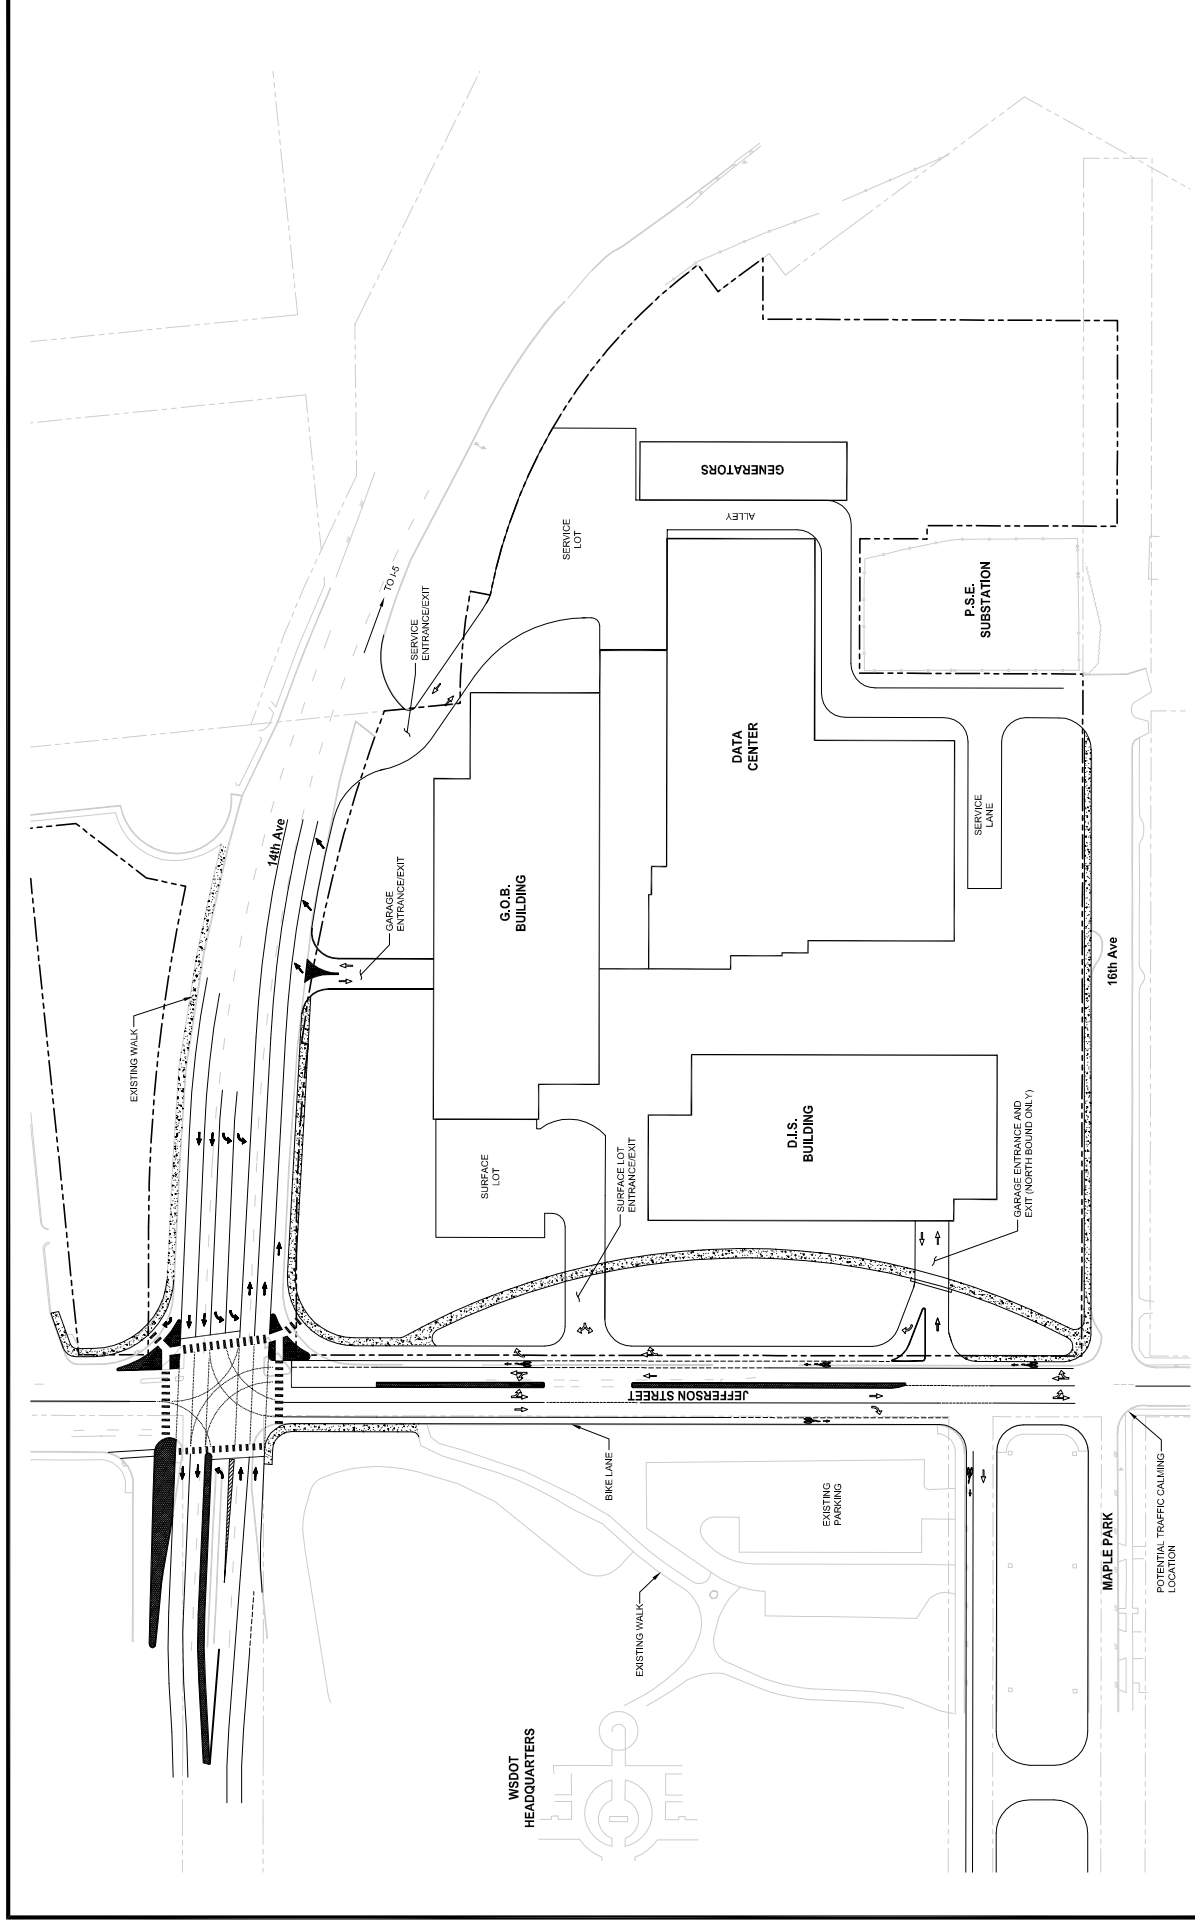 TO I-5
SERVICE
ENTRANCE/EXIT
14th Ave
GARAGE
ENTRANCE/EXIT
EXISTING WALK
GENERATORS
ALLEY
SERVICE
LOT
P.S.E.
SUBSTATION
DATA
CENTER
SERVICE
LANE
G.O.B.
BUILDING
16th Ave
D.I.S.
BUILDING
SURFACE
LOT
SURFACE LOT
ENTRANCE/EXIT
GARAGE ENTRANCE AND
EXIT (NORTH BOUND ONLY)
JEFFERSON STREET
BIKE LANE
EXISTING
PARKING
MAPLE PARK
POTENTIAL TRAFFIC CALMING
LOCATION
EXISTING WALK
WSDOT
HEADQUARTERS